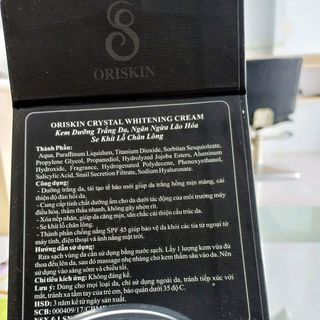 ORISKIN
ORISKIN CRYSTAL WHITENING CREAM
Kem Dưỡng Trắng Da, Ngăn Ngừa Lão Hóa
Se Khít Lỗ Chân Lông
Thành Phần:
Aqua, Paraffinum Liquidum, Titanium Dioxide, Sorbitan Sesquioleate,
Propylene Glycol, Propanediol, Hydrolyzed Jojoba Esters, Aluminum
Hydroxide, Fragrance, Hydrogenated Polydecene, Phenoxyethanol,
Salicylic Acid, Snail Secretion Filtrate, Sodium Hyaluronate.
Công dụng:
- Dưỡng trắng da, tái tạo tế bào mới giúp da trắng hồng mịn màng, cải
thiện độ đàn hồi da.
- Cung cấp tinh chất dưỡng ẩm cho da dưới tác động của môi trường máy
điều hòa, thâm thấu nhanh, không gây nhờn rít.
- Xóa nếp nhăn, giúp da căng mịn, săn chắc cải thiện cấu trúc da.
- Se khít lỗ chân lông.
- Thành phần chống nắng SPF 45 giúp bảo vệ da khỏi các tia tử ngoại từ
máy tính, điện thoại và ánh nắng mặt trời.
Hướng dẫn sử dụng:
Rửa sạch vùng da cần sử dụng bằng nước sạch. Lấy 1 lượng kem vừa đủ
thoa đều lên da, sau đó massage nhẹ nhàng cho kem thẩm sâu vào da. Nên
sử dụng vào sáng sớm và chiều tối.
Chỉ tiêu kích ứng: Không đáng kể.
Lưu ý: Dùng cho mọi loại da, chỉ sử dụng ngoài da, tránh tiếp xúc với
mắt, tránh xa tầm tay của trẻ em, bảo quản dưới 35 độ C.
HSD: 3 năm kể từ ngày sản xuất.
SCB: 000409/17/CBMP